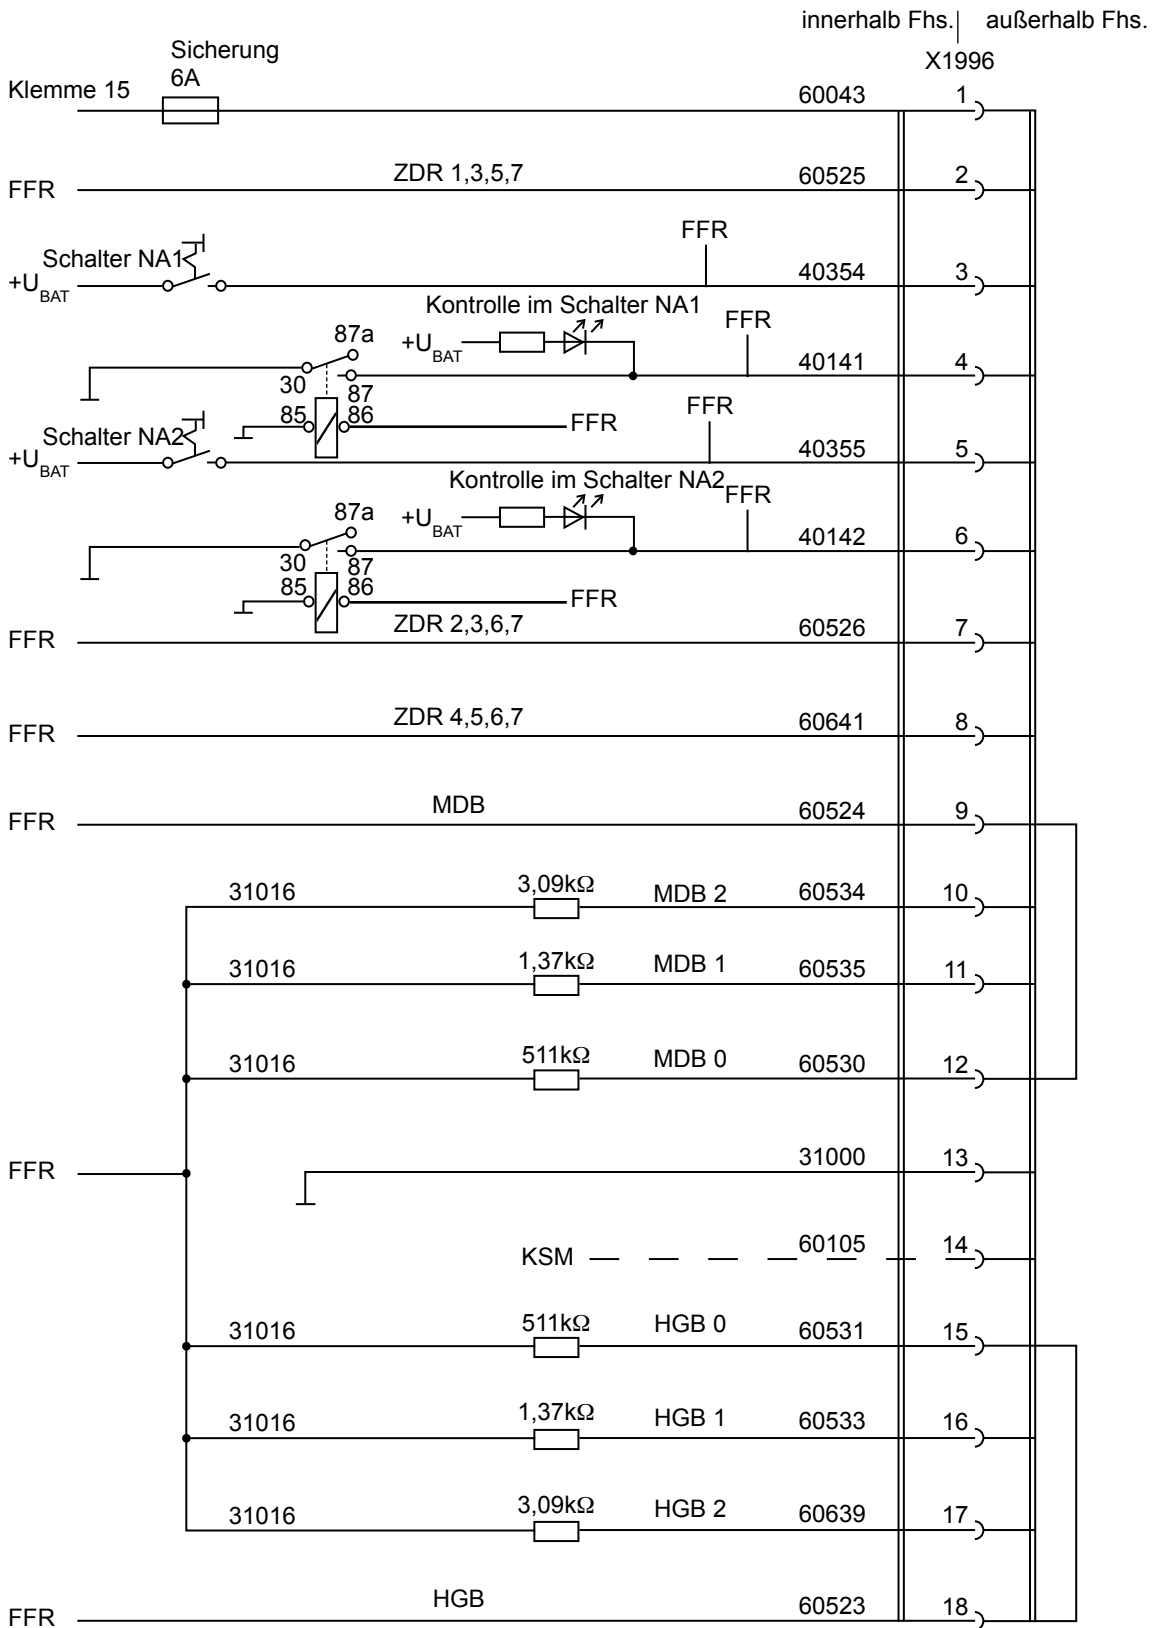 innerhalb Fhs. außerhalb Fhs.
X1996
Sicherung
6A
Klemme 15 60043 1
FFR ZDR 1,3,5,7 60525 2
FFR
Schalter NA1
+UBAT 40354 3
Kontrolle im Schalter NA1
FFR
87a
+UBAT
30 87
40141 4
85 86 FFR
FFR
Schalter NA2
+UBAT 40355 5
Kontrolle im Schalter NA2
FFR
87a
+UBAT
30 87
40142 6
85 86 FFR
FFR ZDR 2,3,6,7 60526 7
FFR ZDR 4,5,6,7 60641 8
FFR MDB 60524 9
31016 3,09kΩ MDB 2 60534 10
31016 1,37kΩ MDB 1 60535 11
31016 511kΩ MDB 0 60530 12
FFR 31000 13
KSM 60105 14
31016 511kΩ HGB 0 60531 15
31016 1,37kΩ HGB 1 60533 16
31016 3,09kΩ HGB 2 60639 17
FFR HGB 60523 18